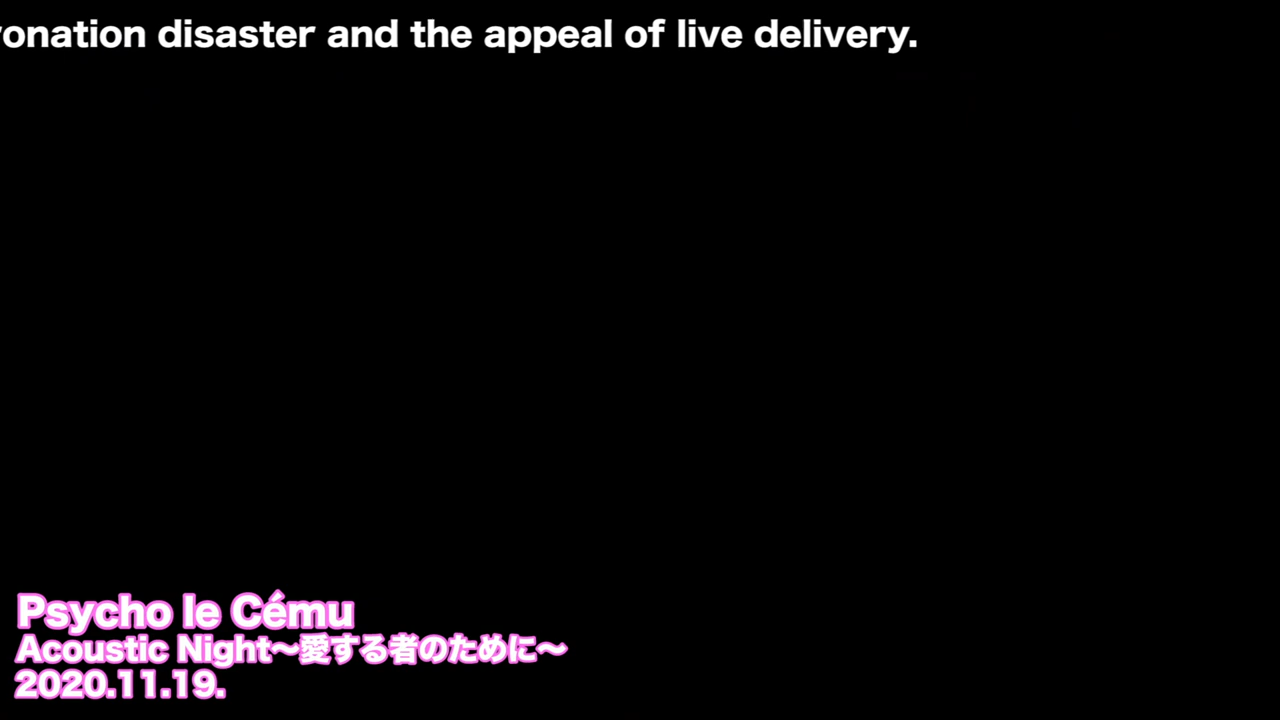 onation disaster and the appeal of live delivery.
Psycho le Cému
Acoustic Night〜愛する者のために〜
2020.11.19.